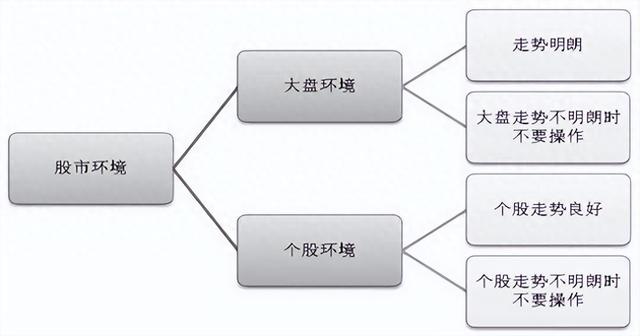 股市环境
大盘环境
走势明朗
大盘走势不明朗时
不要操作
个股环境
个股走势良好
个股走势不明朗时
不要操作